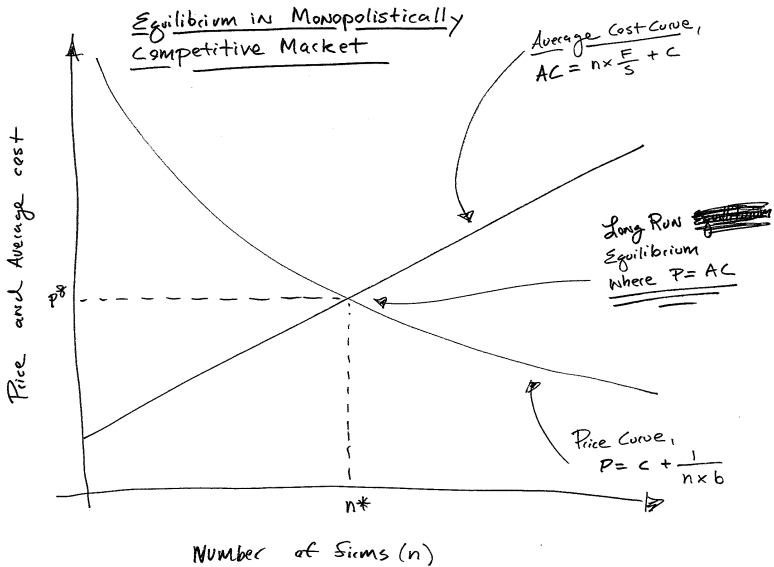 Equilibrium in Monopolistically
Competitive Market
Average Cost Curve,
AC = n x F/S + c
Long Run
Equilibrium
where P = AC
Price and Average cost
P*
Price Curve,
P = c + 1/(n x b)
n*
Number of firms (n)